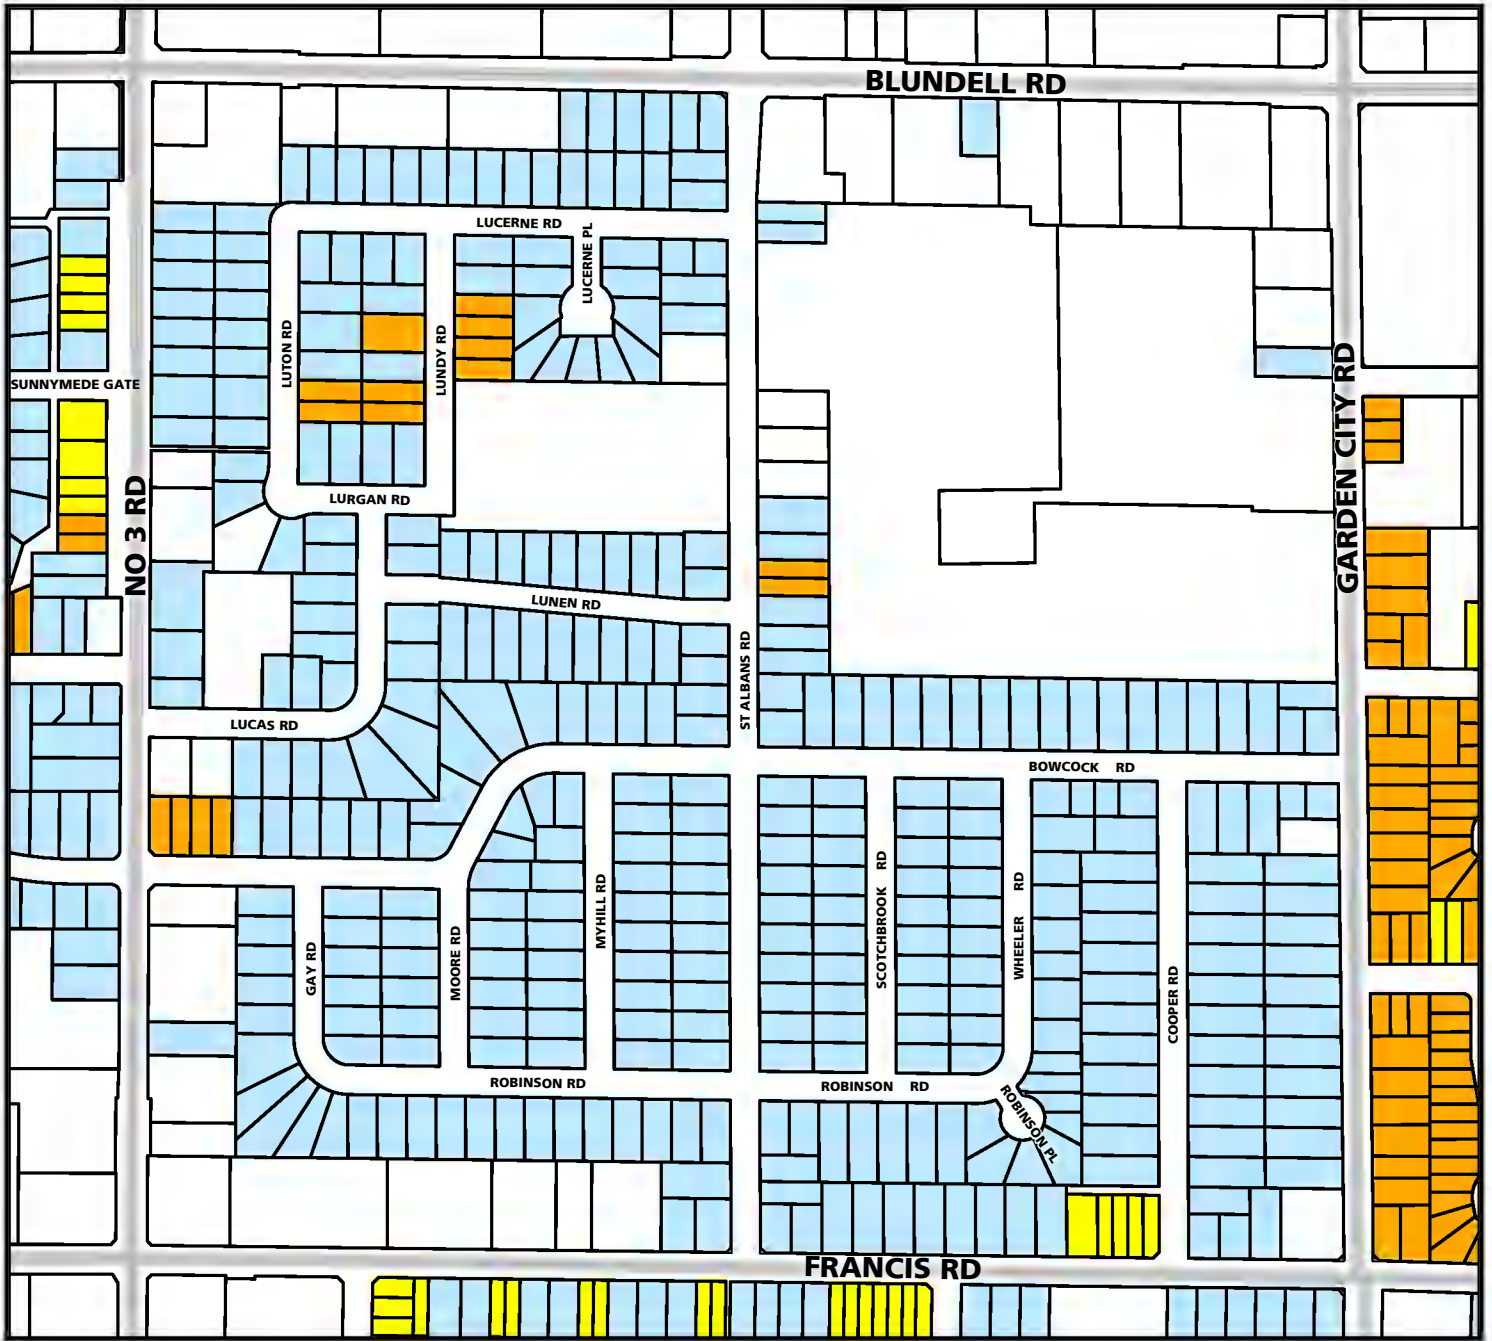 BLUNDELL RD
LUCERNE RD
LUCERNE PL
LUTON RD
LUNDY RD
SUNNYMEDE GATE
GARDEN CITY RD
NO 3 RD
LURGAN RD
LUNEN RD
ST ALBANS RD
LUCAS RD
BOWCOCK RD
MYHILL RD
SCOTCHBROOK RD
WHEELER RD
GAY RD
MOORE RD
COOPER RD
ROBINSON RD
ROBINSON RD
ROBINSON PL
FRANCIS RD